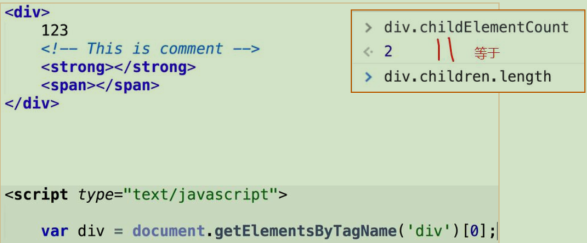 <div>
123
<!-- This is comment -->
<strong></strong>
<span></span>
</div>
> div.childElementCount
<· 2 等于
> div.children.length
<script type="text/javascript">
var div = document.getElementsByTagName('div')[0];